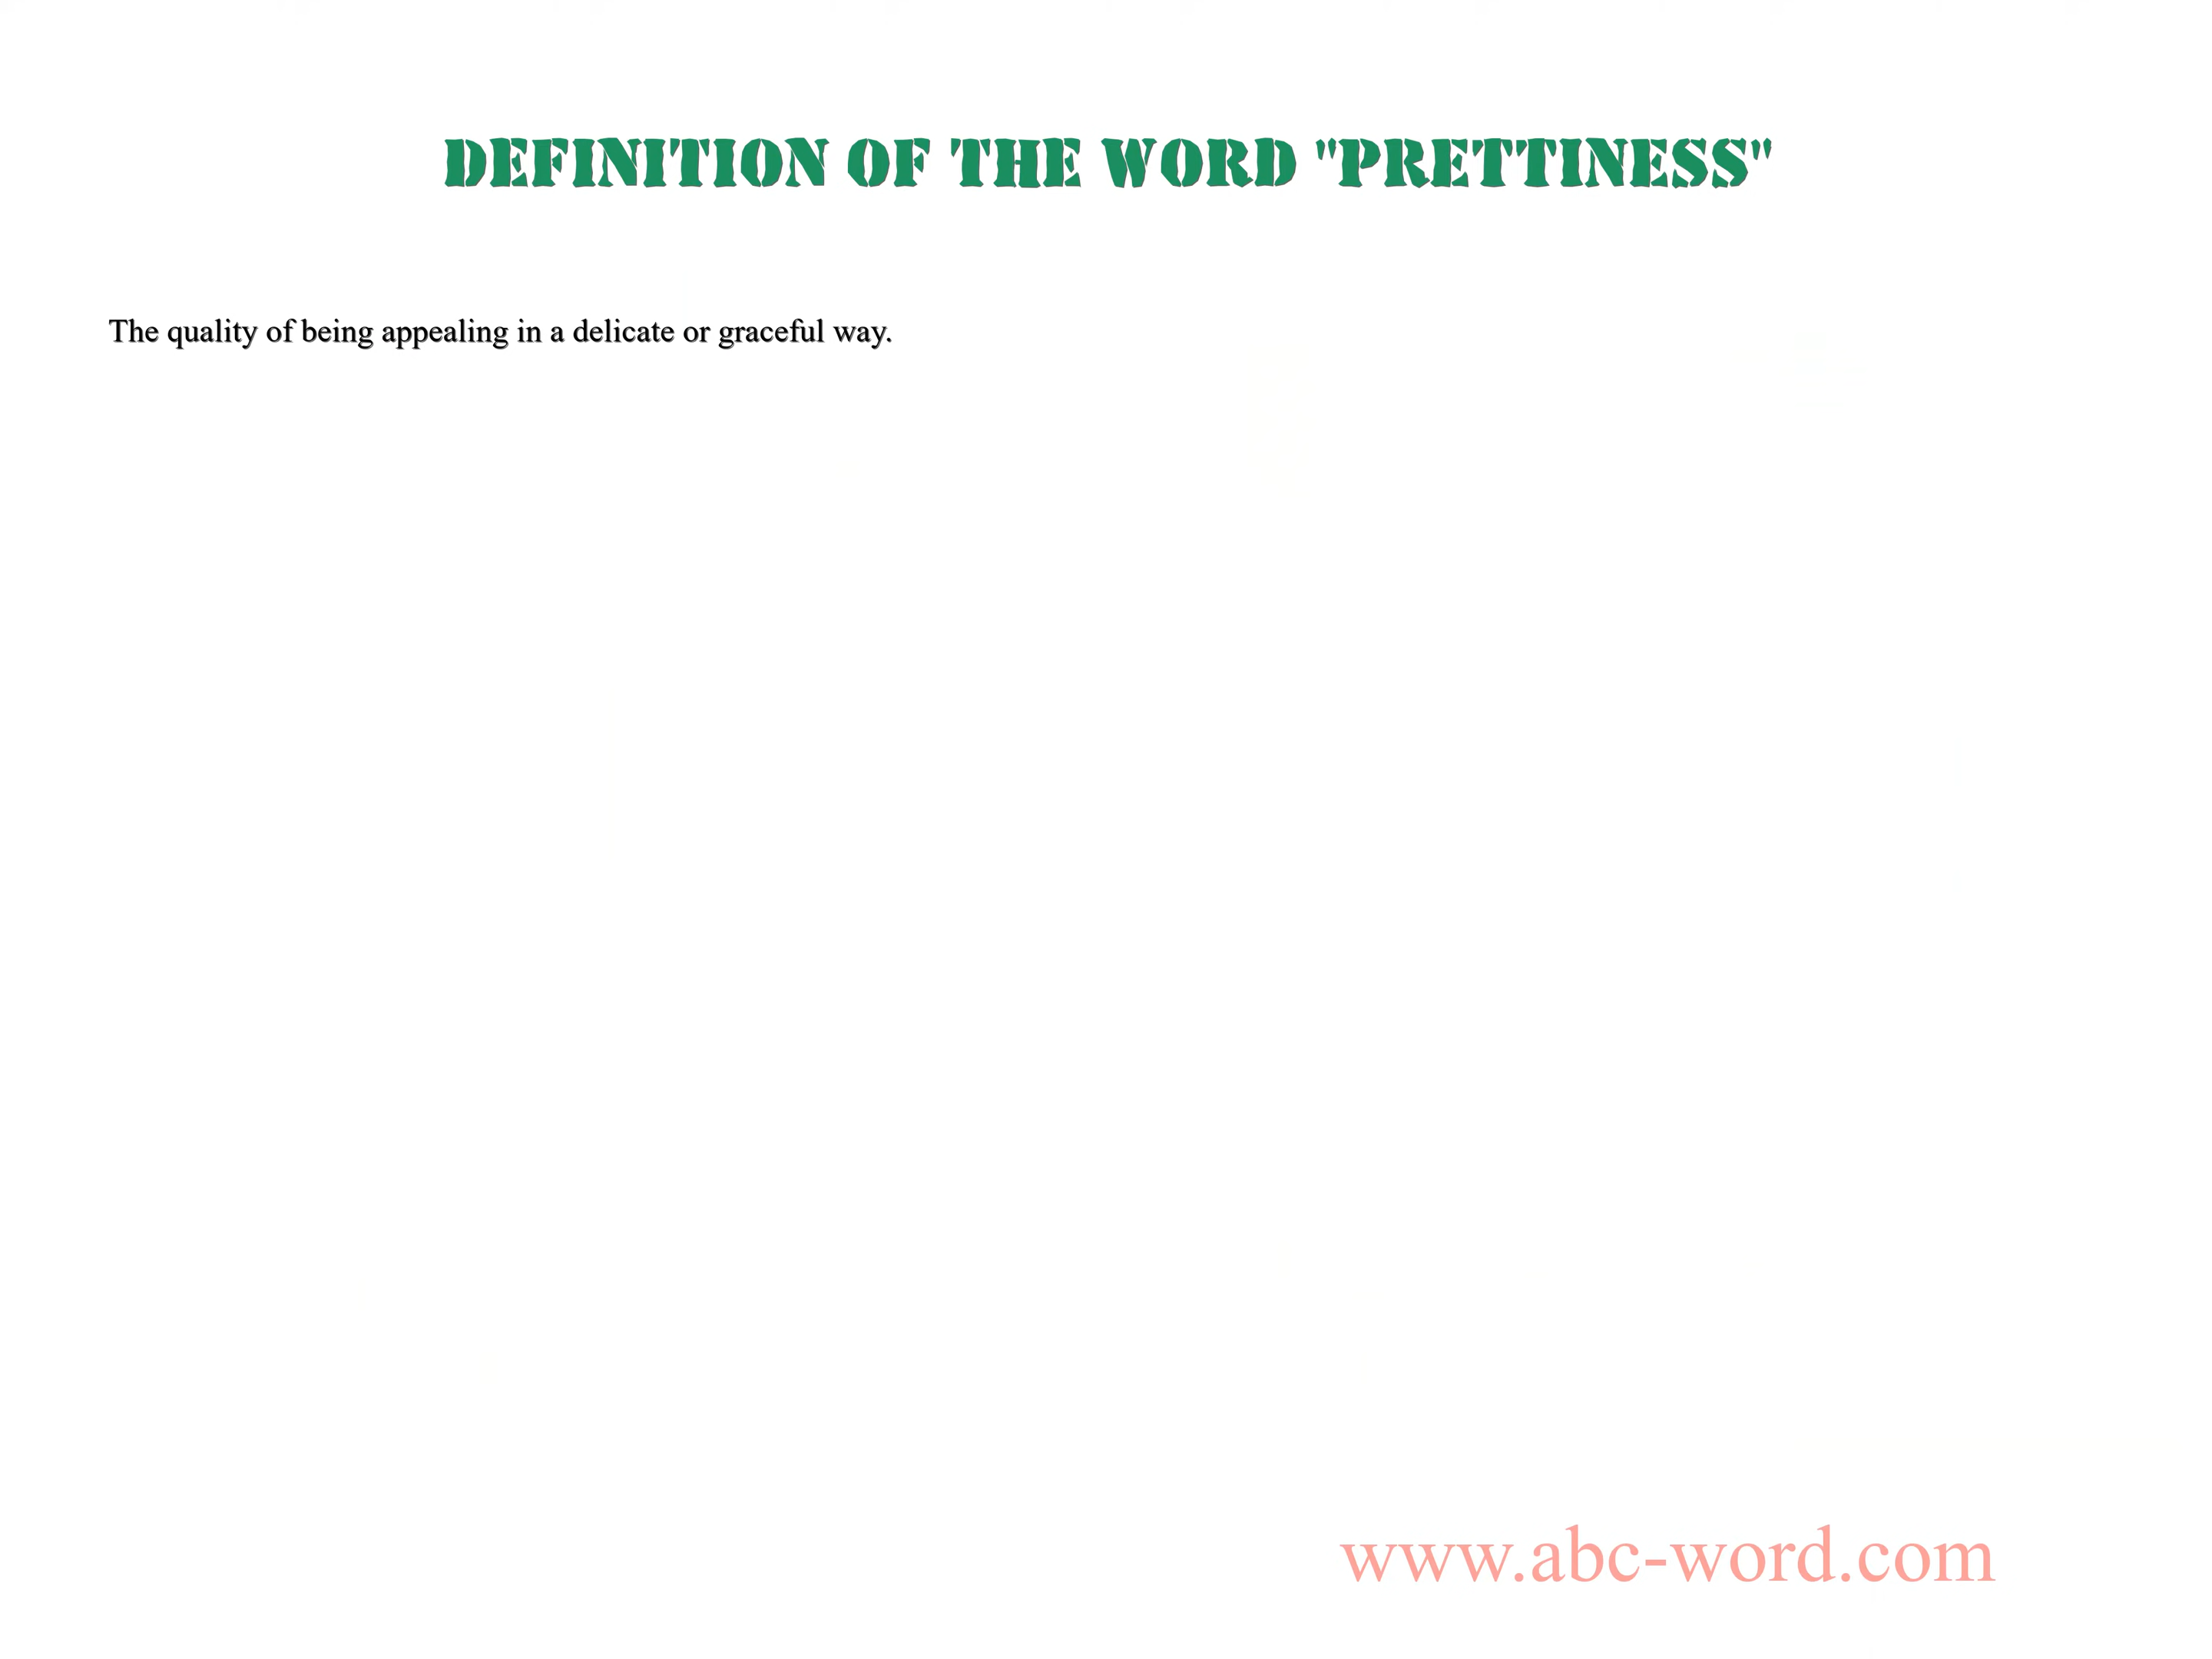 DEFINITION OF THE WORD "PRETTINESS"
The quality of being appealing in a delicate or graceful way.
www.abc-word.com